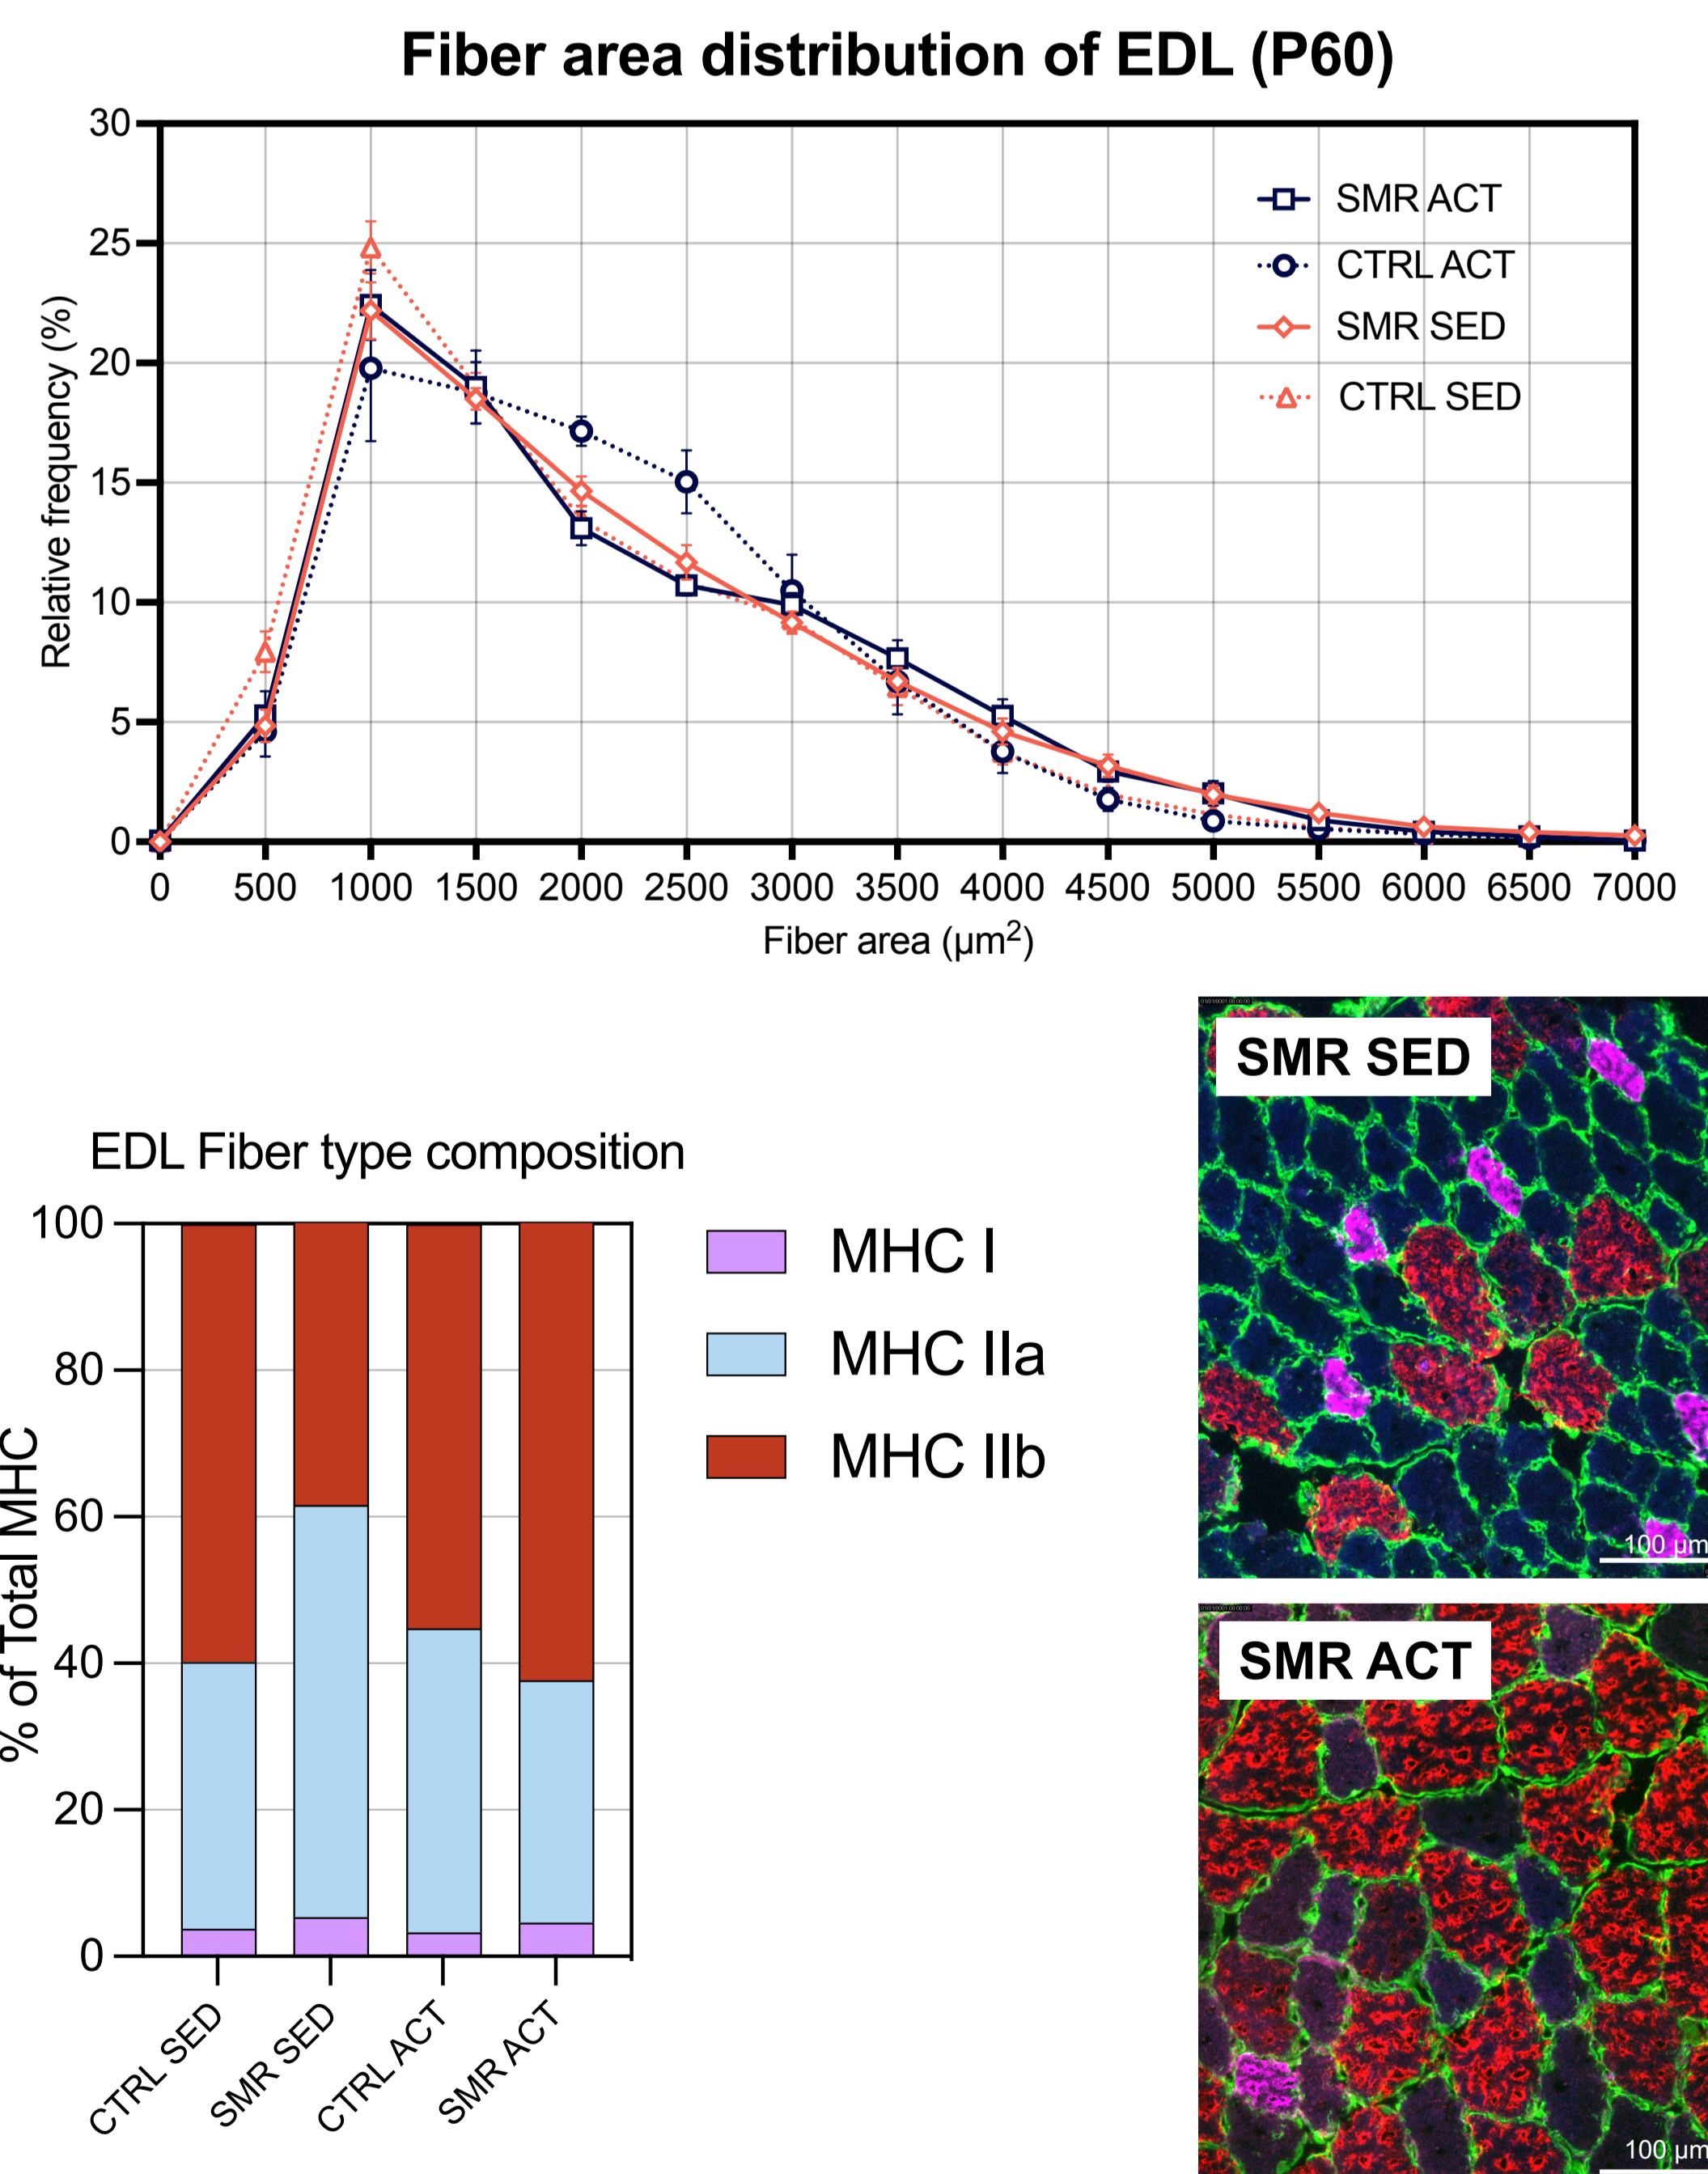 Fiber area distribution of EDL (P60)
30
25
20
15
10
5
0
Relative frequency (%)
SMR ACT
CTRL ACT
SMR SED
CTRL SED
0 500 1000 1500 2000 2500 3000 3500 4000 4500 5000 5500 6000 6500 7000
Fiber area (µm²)
EDL Fiber type composition
100
80
60
40
20
0
% of Total MHC
CTRL SED
SMR SED
CTRL ACT
SMR ACT
MHC I
MHC IIa
MHC IIb
SMR SED
100 µm
SMR ACT
100 µm